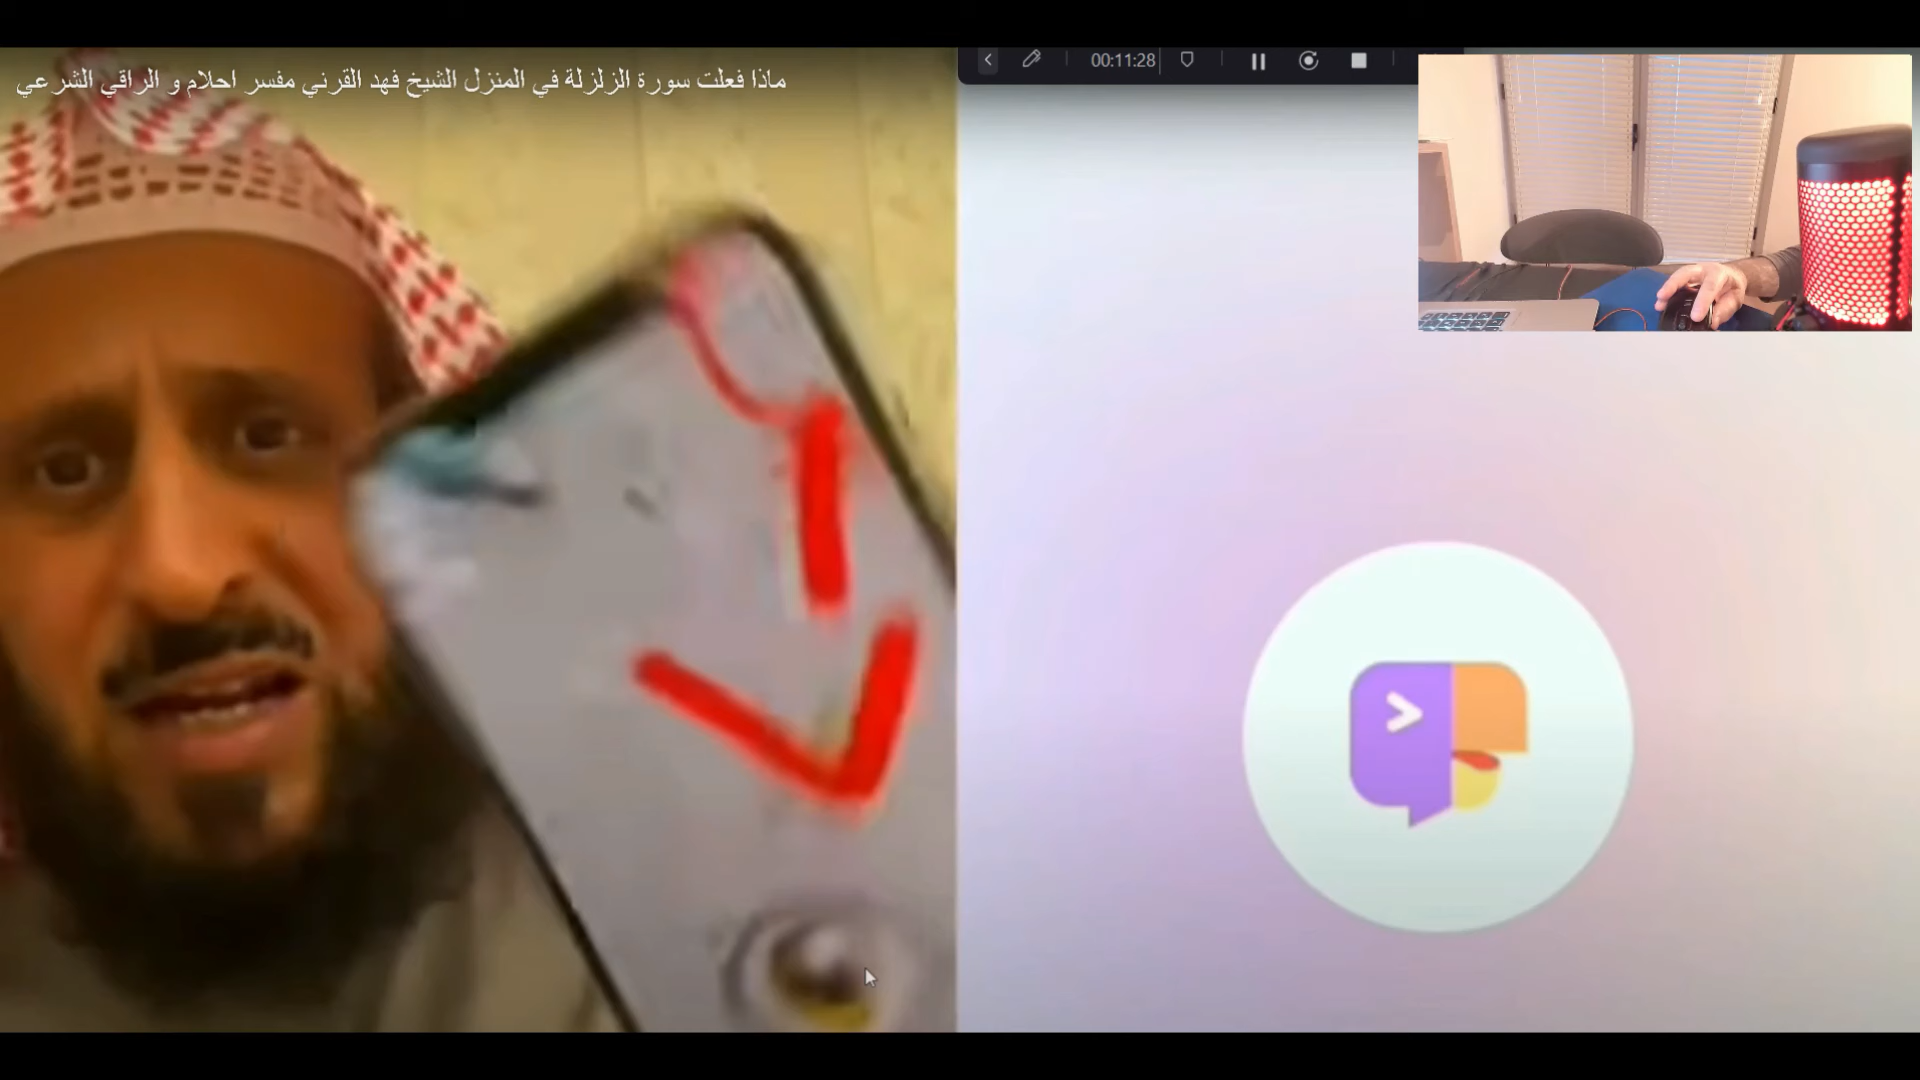 ماذا فعلت سورة الزلزلة في المنزل الشيخ فهد القرني مفسر احلام و الراقي الشرعي
00:11:28